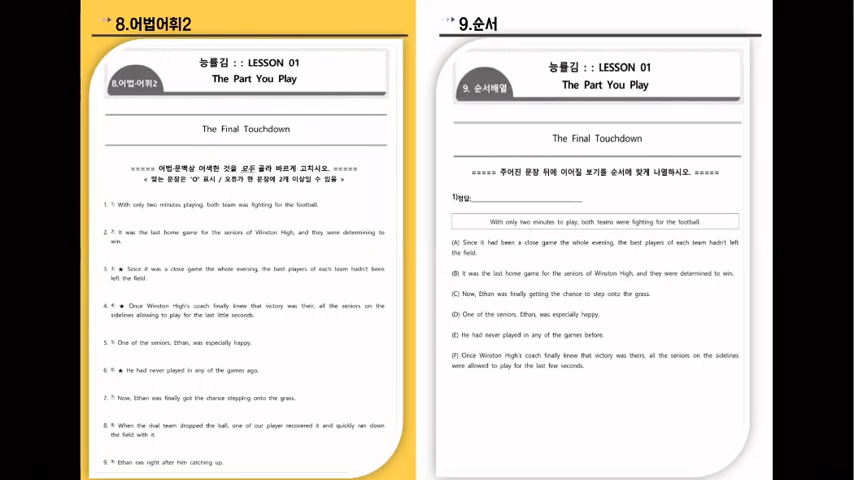 8.어법어휘2
능률김 : : LESSON 01
8.어법·어휘2
The Part You Play
The Final Touchdown
===== 어법·문맥상 어색한 것을 모두 골라 바르게 고치시오. =====
< 맞는 문장은 "O" 표시 / 오류가 한 문장에 2개 이상일 수 있음 >
1. 1) With only two minutes playing, both team was fighting for the football.
2. 2) It was the last home game for the seniors of Winston High, and they were determining to
win.
3. 3) ★ Since it was a close game the whole evening, the best players of each team hadn't been
left the field.
4. 4) ★ Once Winston High's coach finally knew that victory was their, all the seniors on the
sidelines allowing to play for the last little seconds.
5. 5) One of the seniors, Ethan, was especially happy.
6. 6) ★ He had never played in any of the games ago.
7. 7) Now, Ethan was finally got the chance stepping onto the grass.
8. 8) When the rival team dropped the ball, one of our player recovered it and quickly ran down
the field with it.
9. 9) Ethan ran right after him catching up.
9.순서
능률김 : : LESSON 01
9. 순서배열
The Part You Play
The Final Touchdown
===== 주어진 문장 뒤에 이어질 보기를 순서에 맞게 나열하시오. =====
1)정답:
With only two minutes to play, both teams were fighting for the football.
(A) Since it had been a close game the whole evening, the best players of each team hadn't left
the field.
(B) It was the last home game for the seniors of Winston High, and they were determined to win.
(C) Now, Ethan was finally getting the chance to step onto the grass.
(D) One of the seniors, Ethan, was especially happy.
(E) He had never played in any of the games before.
(F) Once Winston High's coach finally knew that victory was theirs, all the seniors on the sidelines
were allowed to play for the last few seconds.